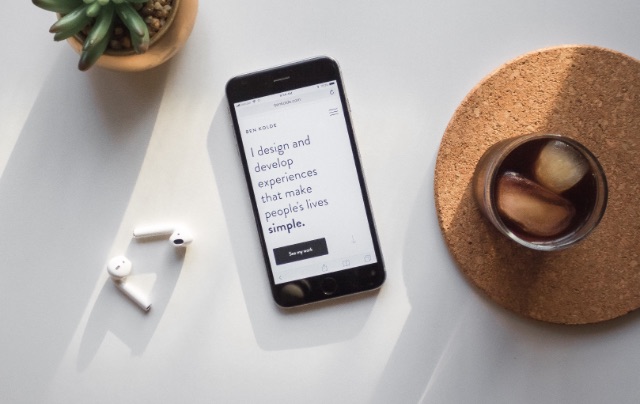 BEN KOLDE
I design and
develop
experiences
that make
people's lives
simple.
See my work